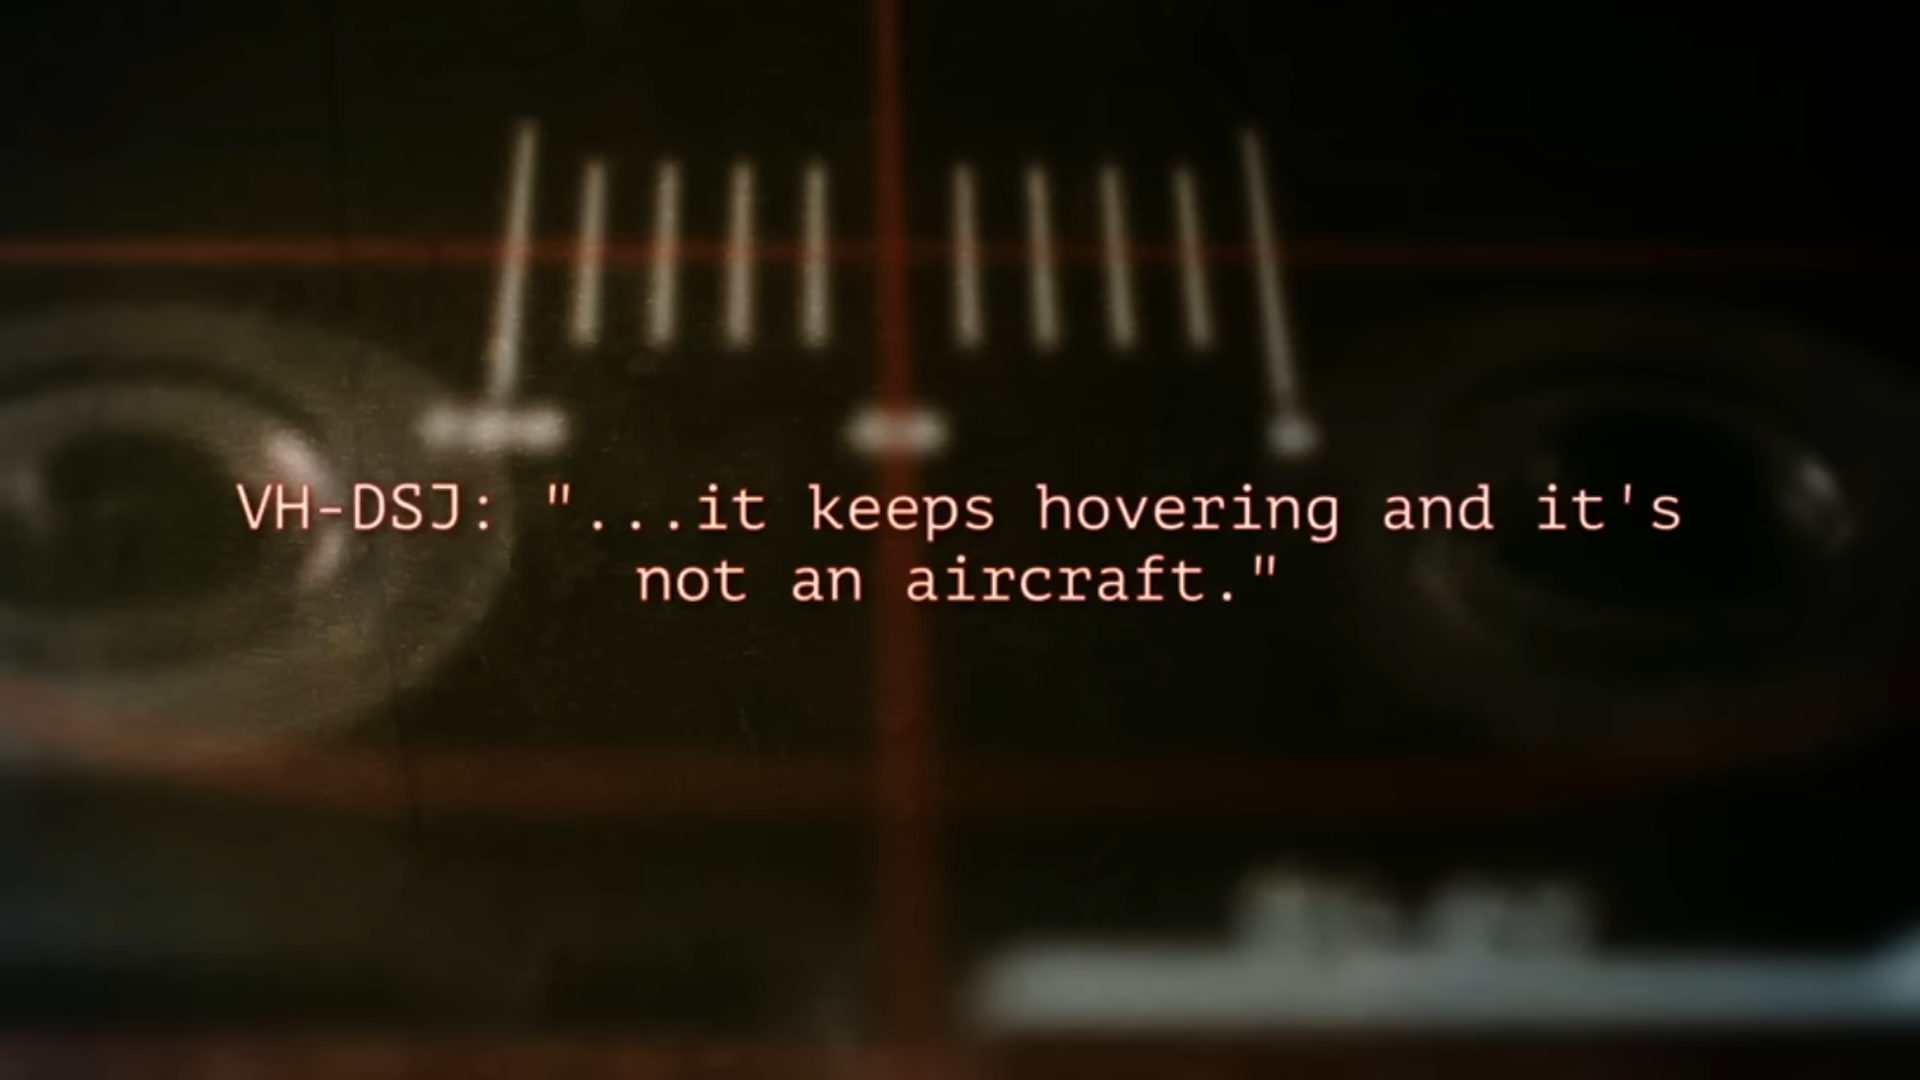 VH-DSJ: "...it keeps hovering and it's
not an aircraft."